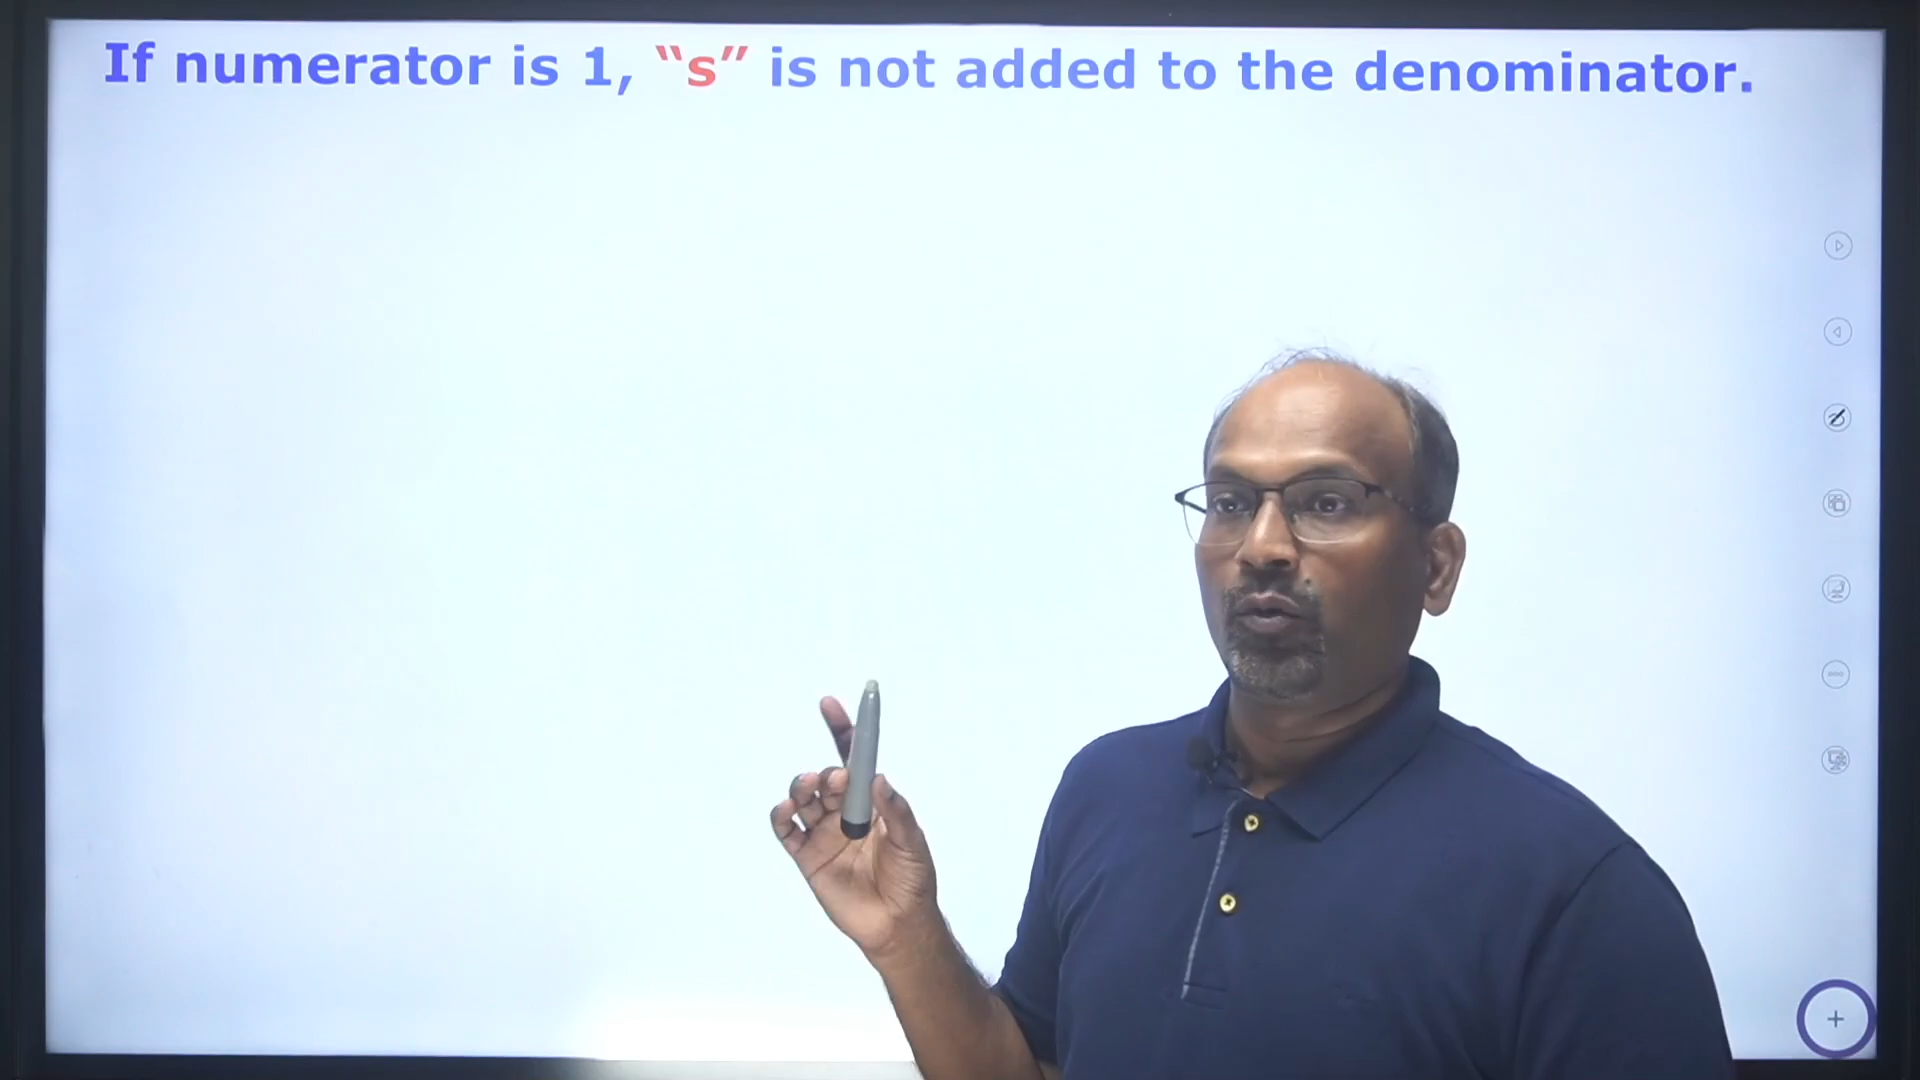 If numerator is 1, “s” is not added to the denominator.